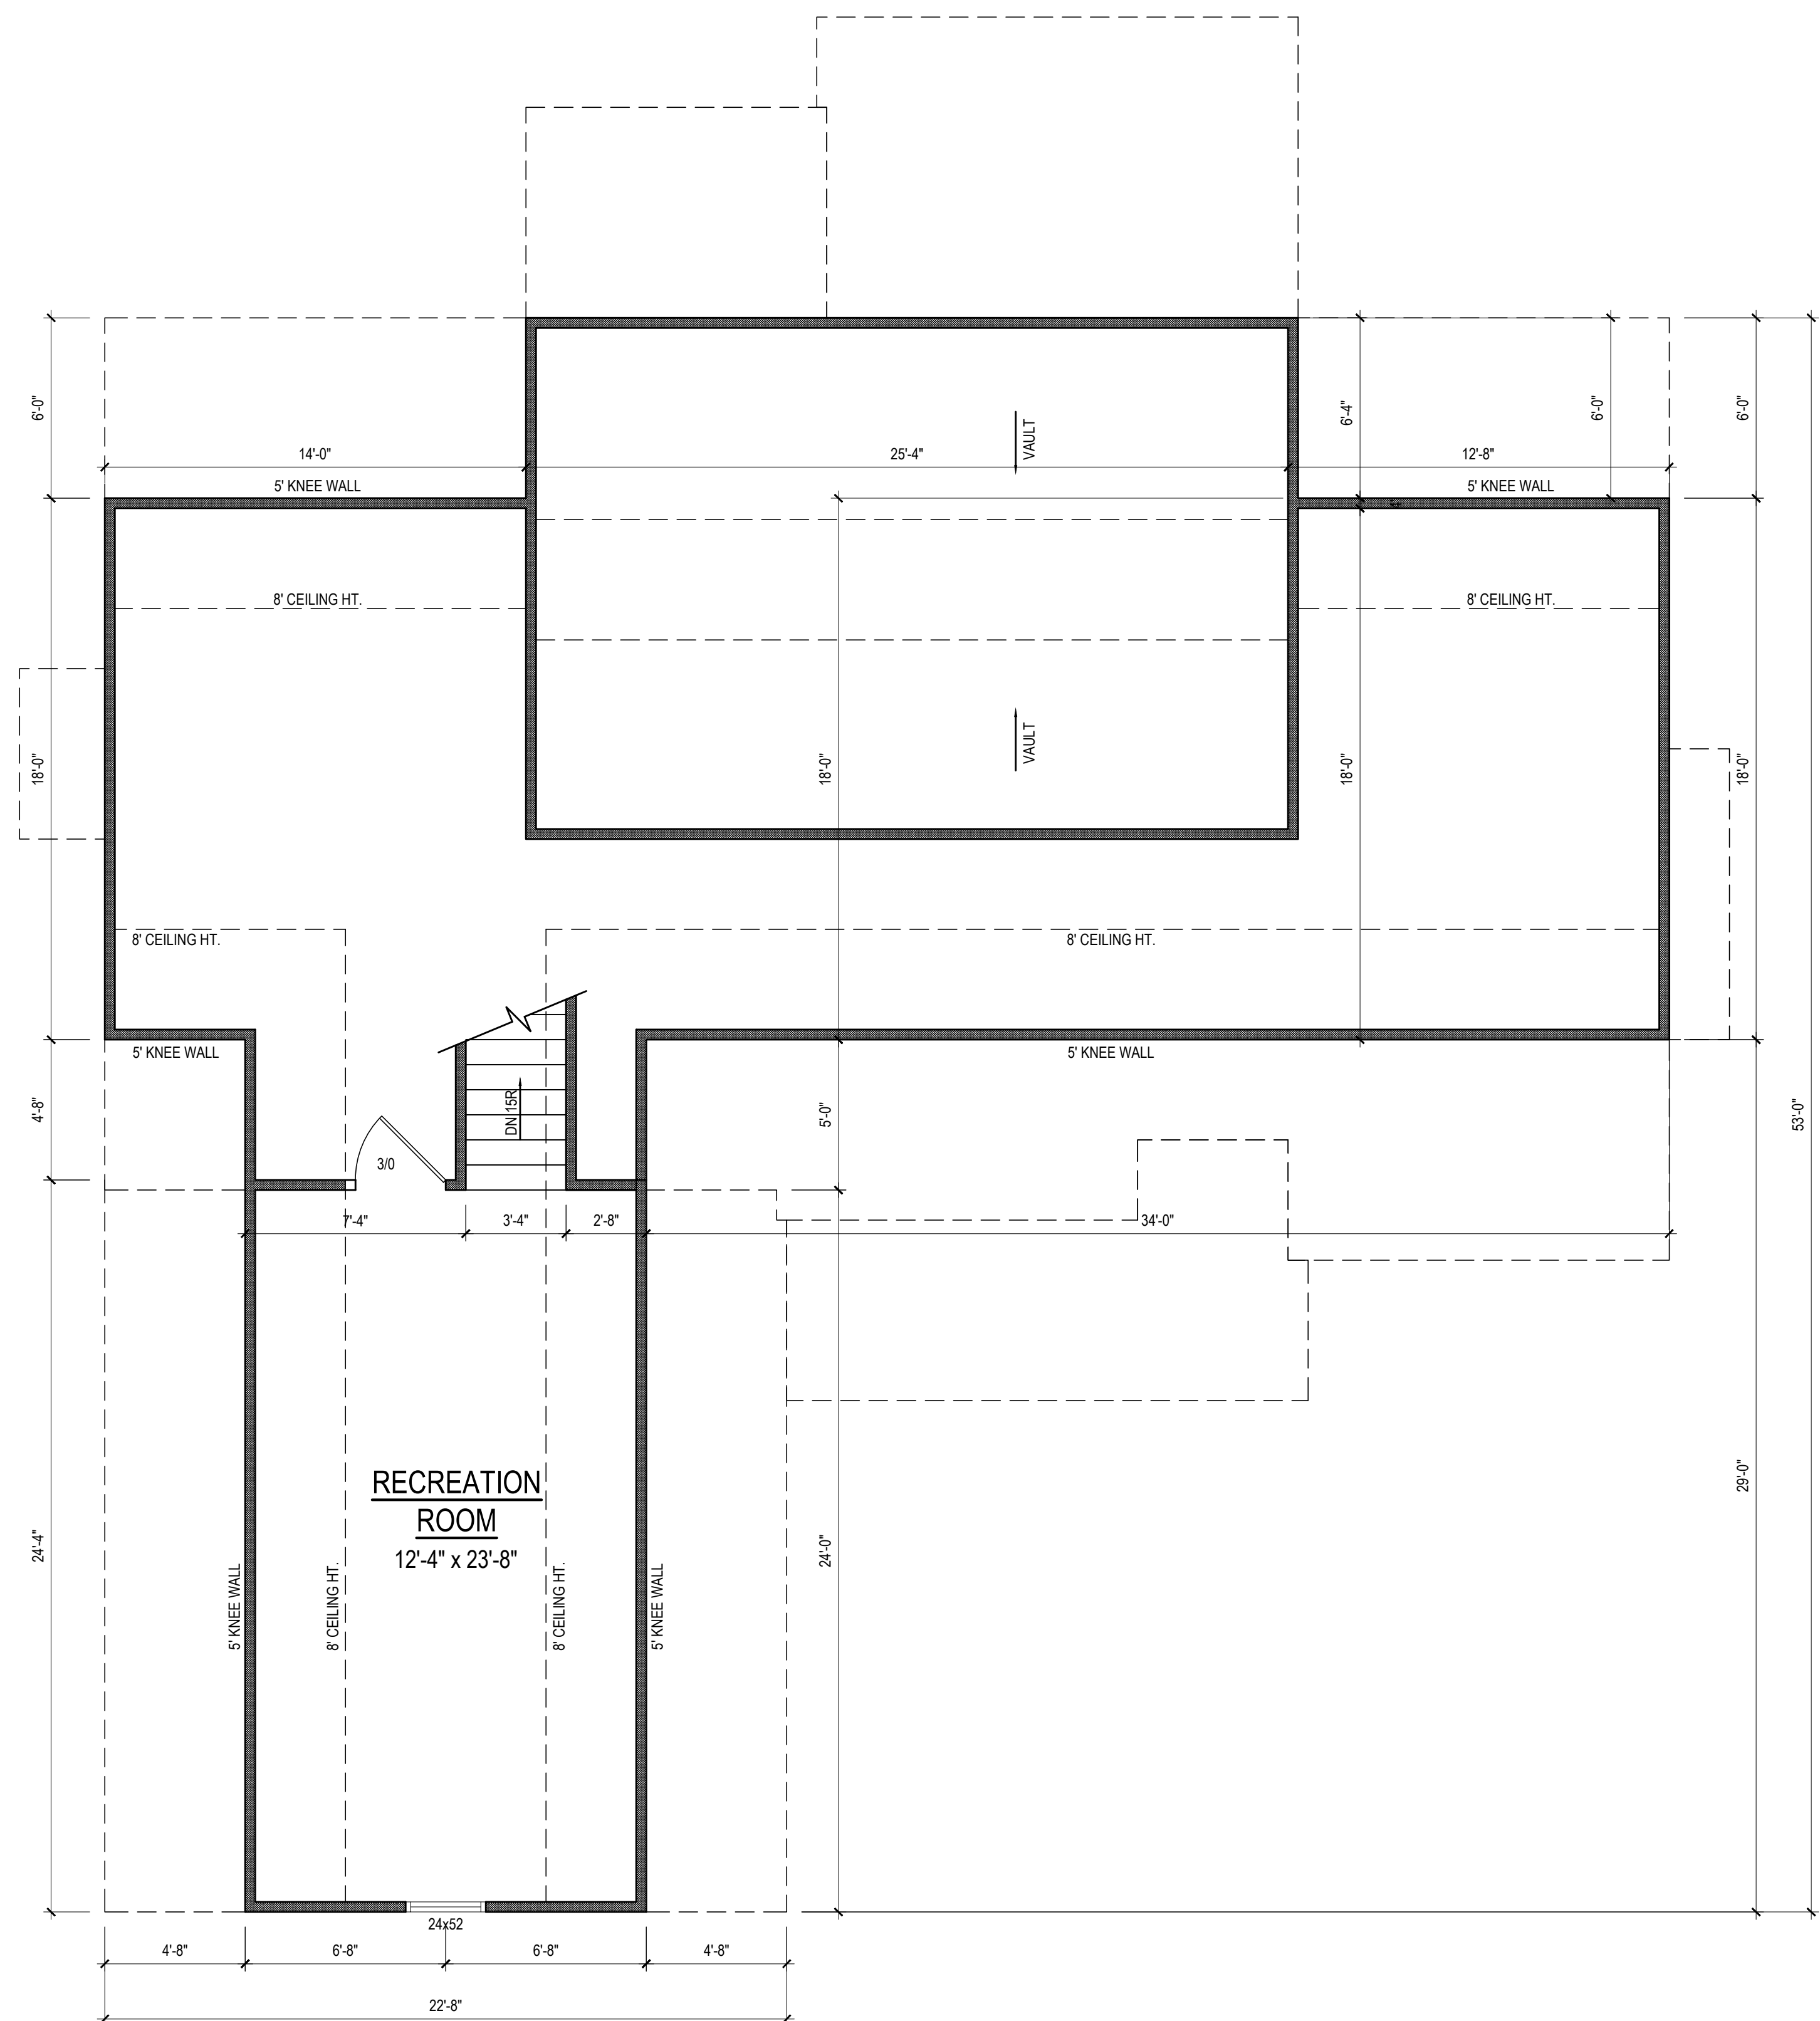 6'-0"
6'-4"
6'-0"
6'-0"
VAULT
14'-0"
25'-4"
12'-8"
5' KNEE WALL
5' KNEE WALL
4"
8' CEILING HT.
8' CEILING HT.
VAULT
18'-0"
18'-0"
18'-0"
18'-0"
8' CEILING HT.
8' CEILING HT.
5' KNEE WALL
5' KNEE WALL
4'-8"
DN 15R
5'-0"
53'-0"
3/0
7'-4"
3'-4"
2'-8"
34'-0"
RECREATION
ROOM
12'-4" x 23'-8"
24'-4"
24'-0"
29'-0"
5' KNEE WALL
8' CEILING HT.
8' CEILING HT.
5' KNEE WALL
24x52
4'-8"
6'-8"
6'-8"
4'-8"
22'-8"